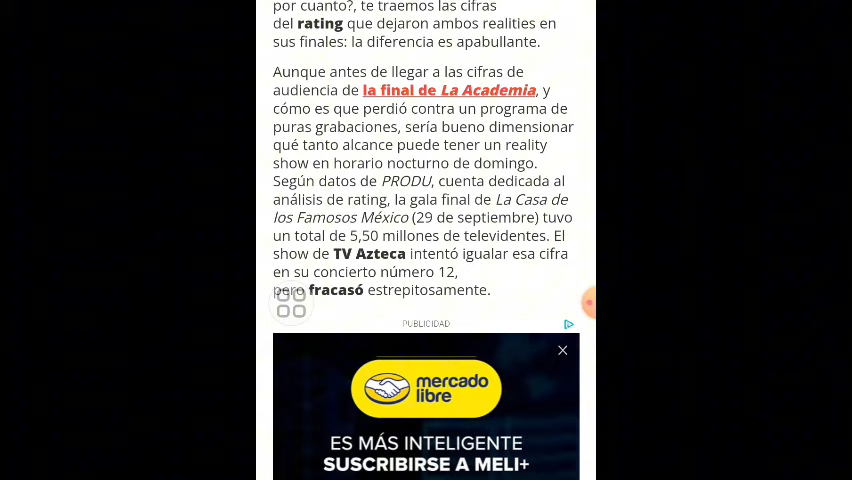 por cuanto?, te traemos las cifras
del rating que dejaron ambos realities en
sus finales: la diferencia es apabullante.
Aunque antes de llegar a las cifras de
audiencia de la final de La Academia, y
cómo es que perdió contra un programa de
puras grabaciones, sería bueno dimensionar
qué tanto alcance puede tener un reality
show en horario nocturno de domingo.
Según datos de PRODU, cuenta dedicada al
análisis de rating, la gala final de La Casa de
los Famosos México (29 de septiembre) tuvo
un total de 5,50 millones de televidentes. El
show de TV Azteca intentó igualar esa cifra
en su concierto número 12,
pero fracasó estrepitosamente.
PUBLICIDAD
mercado
libre
ES MÁS INTELIGENTE
SUSCRIBIRSE A MELI+